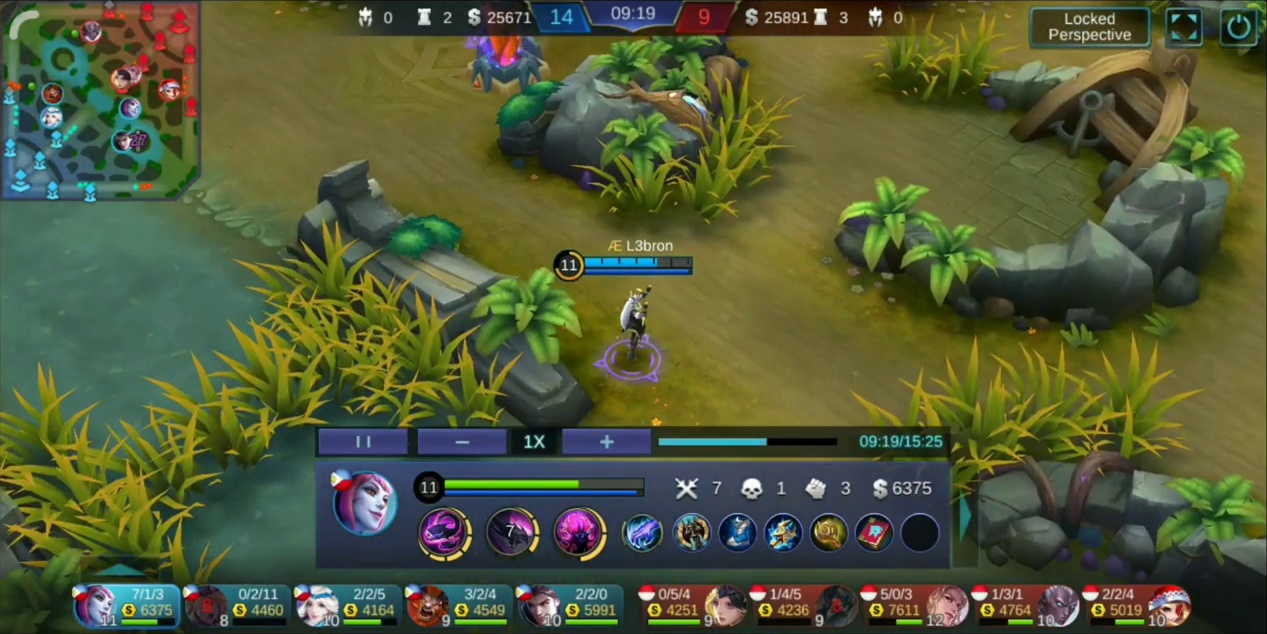 0 2 $ 25671 14 09:19 9 $ 25891 3 0
Locked
Perspective
27
Æ L3bron
11
1X
09:19/15:25
11
7 1 3 $ 6375
7
7/1/3 0/2/11 2/2/5 3/2/4 2/2/0 0/5/4 1/4/5 5/0/3 1/3/1 2/2/4
6375 4460 4164 4549 5991 4251 4236 7611 4764 5019
11 8 10 9 10 9 9 12 10 10